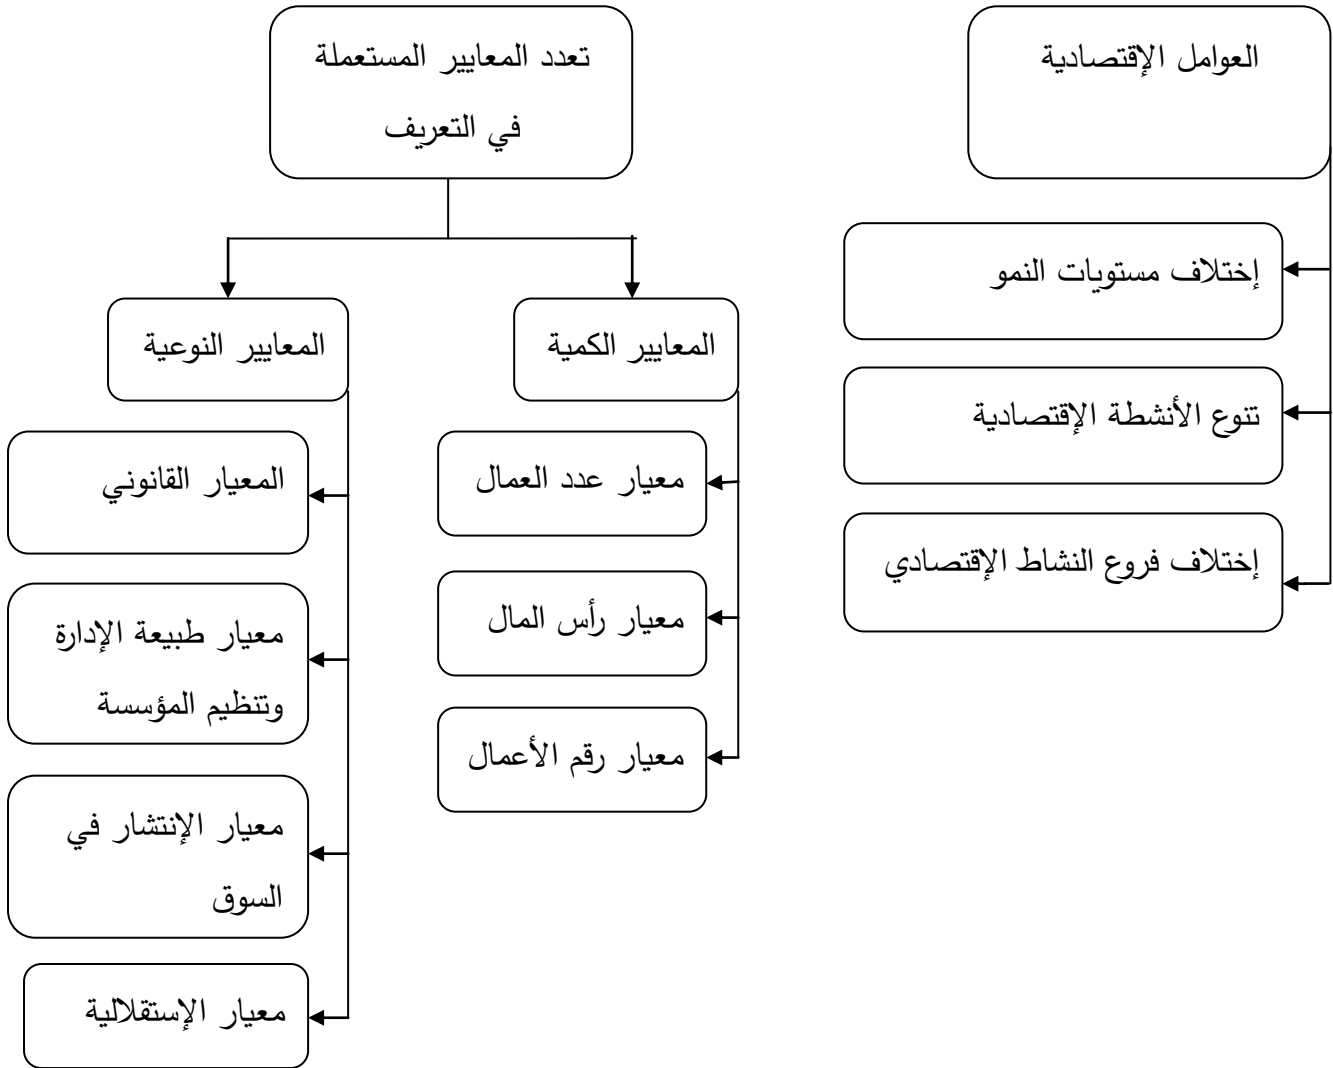 العوامل الإقتصادية
إختلاف مستويات النمو
تنوع الأنشطة الإقتصادية
إختلاف فروع النشاط الإقتصادي
تعدد المعايير المستعملة
في التعريف
المعايير الكمية
معيار عدد العمال
معيار رأس المال
معيار رقم الأعمال
المعايير النوعية
المعيار القانوني
معيار طبيعة الإدارة
وتنظيم المؤسسة
معيار الإنتشار في
السوق
معيار الإستقلالية